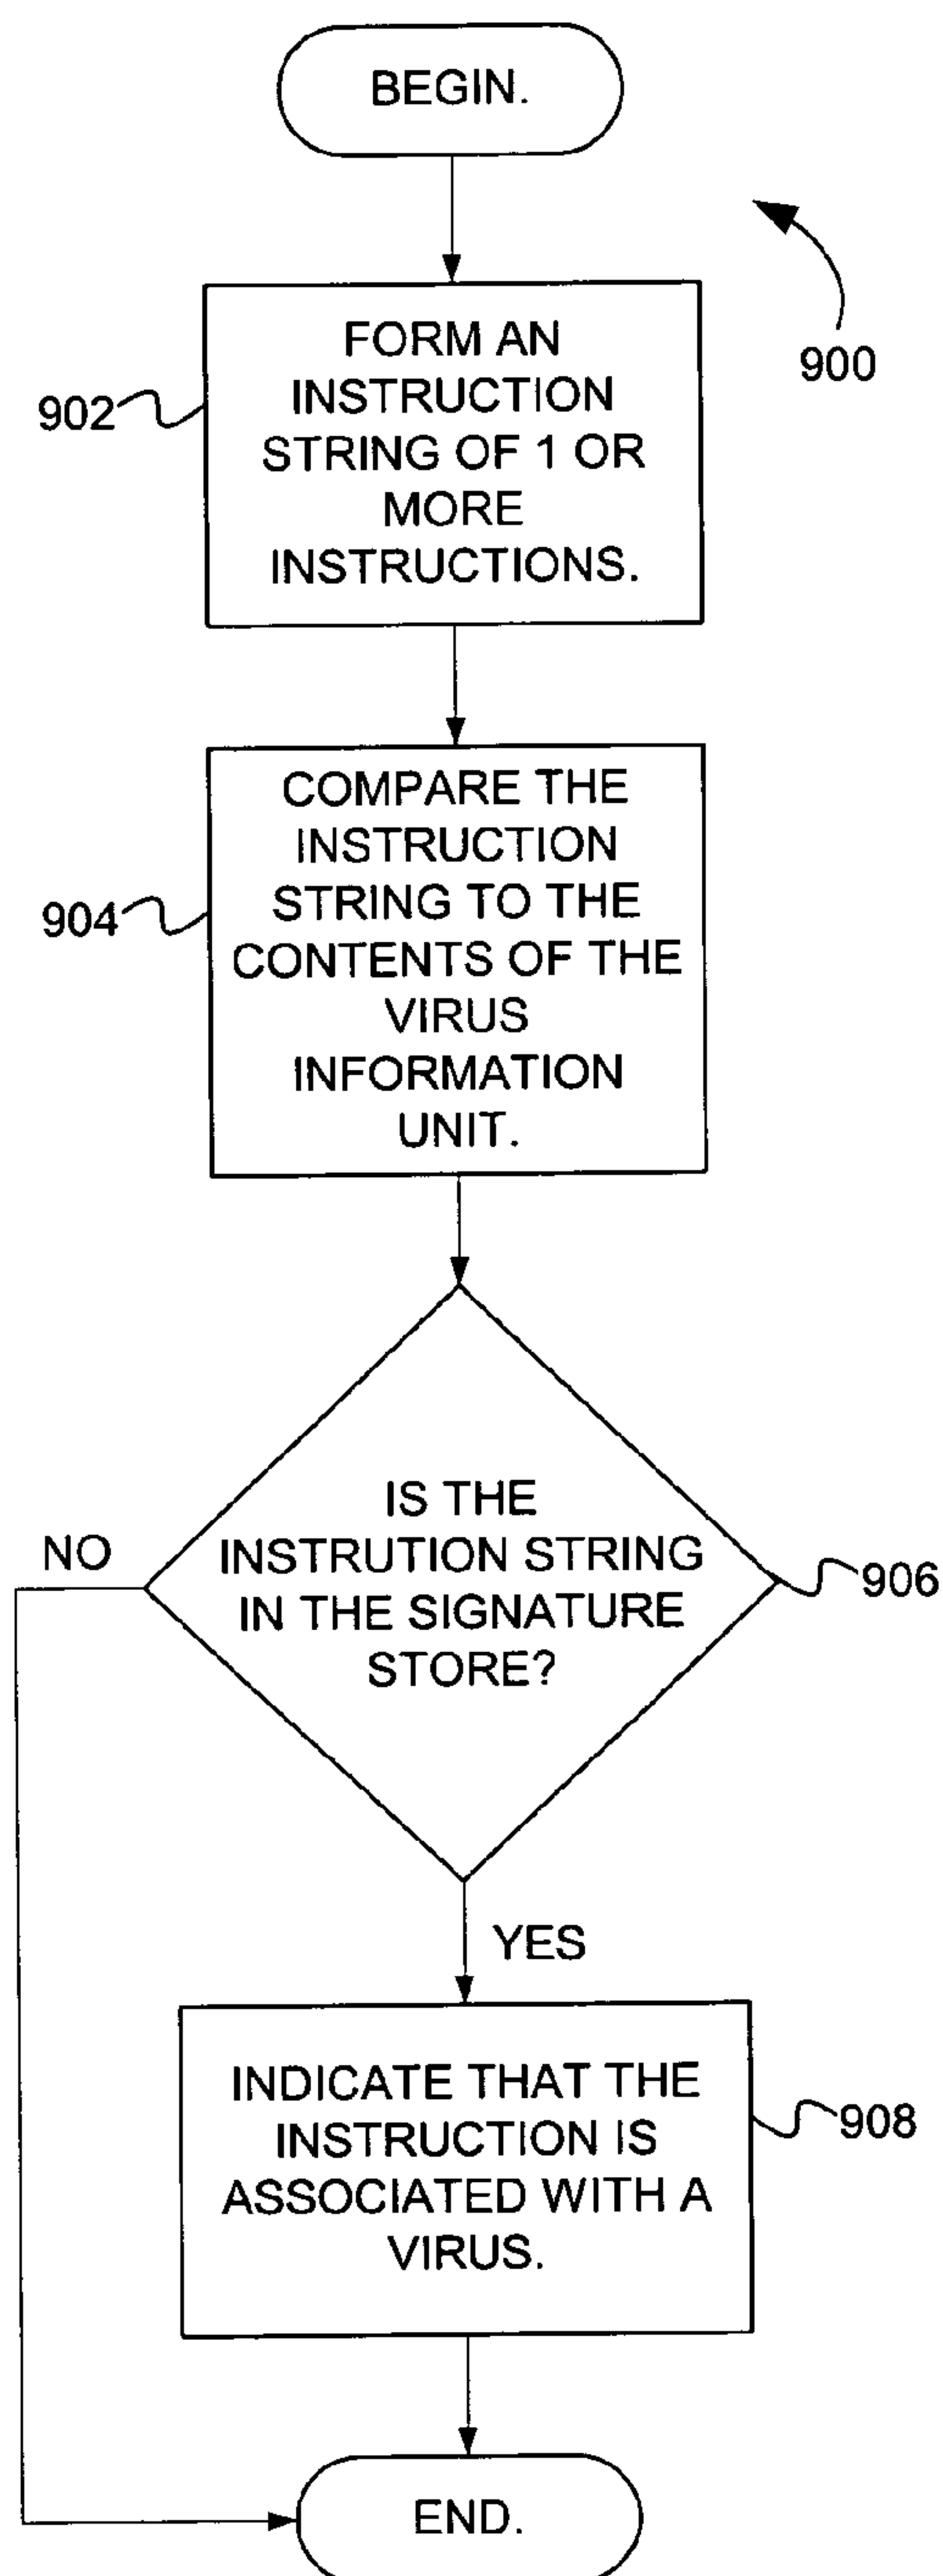 BEGIN.
900
902
FORM AN
INSTRUCTION
STRING OF 1 OR
MORE
INSTRUCTIONS.
904
COMPARE THE
INSTRUCTION
STRING TO THE
CONTENTS OF THE
VIRUS
INFORMATION
UNIT.
NO
IS THE
INSTRUTION STRING
IN THE SIGNATURE
STORE?
906
YES
INDICATE THAT THE
INSTRUCTION IS
ASSOCIATED WITH A
VIRUS.
908
END.